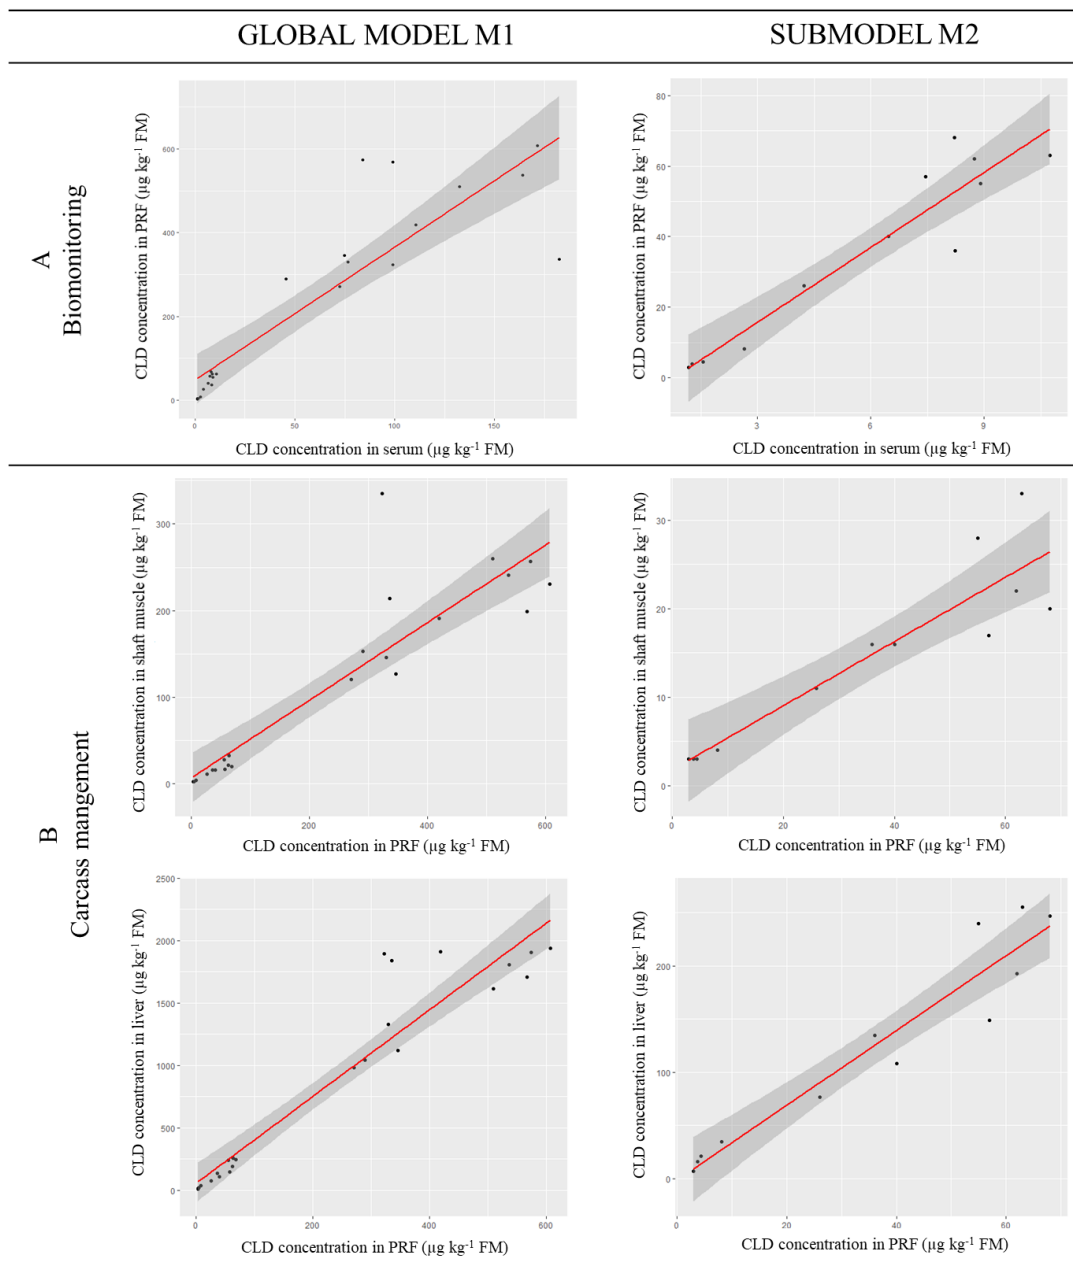 GLOBAL MODEL M1
SUBMODEL M2
A
Biomonitoring
CLD concentration in PRF (µg kg⁻¹ FM)
600
400
200
0
0 50 100 150
CLD concentration in serum (µg kg⁻¹ FM)
CLD concentration in PRF (µg kg⁻¹ FM)
80
60
40
20
0
3 6 9
CLD concentration in serum (µg kg⁻¹ FM)
B
Carcass mangement
CLD concentration in shaft muscle (µg kg⁻¹ FM)
300
200
100
0
0 200 400 600
CLD concentration in PRF (µg kg⁻¹ FM)
CLD concentration in shaft muscle (µg kg⁻¹ FM)
30
20
10
0
0 20 40 60
CLD concentration in PRF (µg kg⁻¹ FM)
CLD concentration in liver (µg kg⁻¹ FM)
2500
2000
1500
1000
500
0
0 200 400 600
CLD concentration in PRF (µg kg⁻¹ FM)
CLD concentration in liver (µg kg⁻¹ FM)
200
100
0
0 20 40 60
CLD concentration in PRF (µg kg⁻¹ FM)